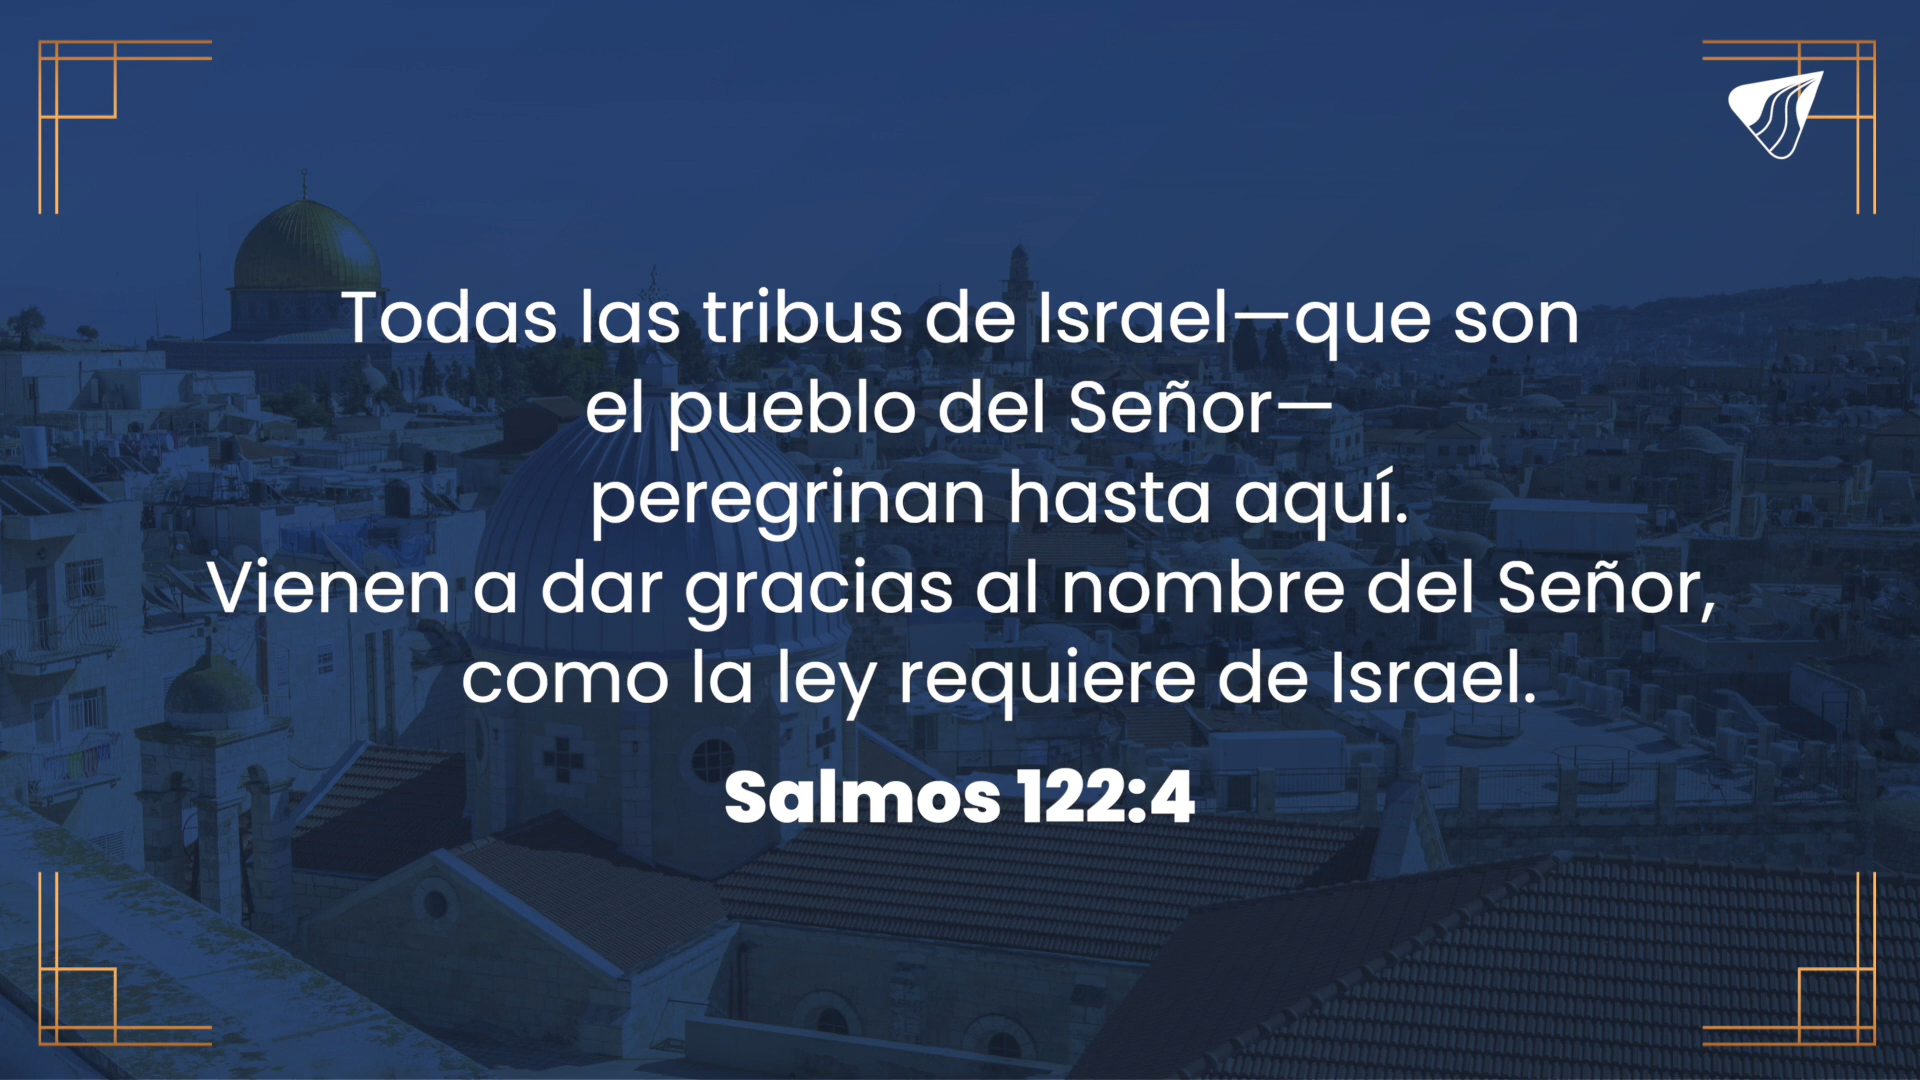 Todas las tribus de Israel—que son
el pueblo del Señor—
peregrinan hasta aquí.
Vienen a dar gracias al nombre del Señor,
como la ley requiere de Israel.
Salmos 122:4